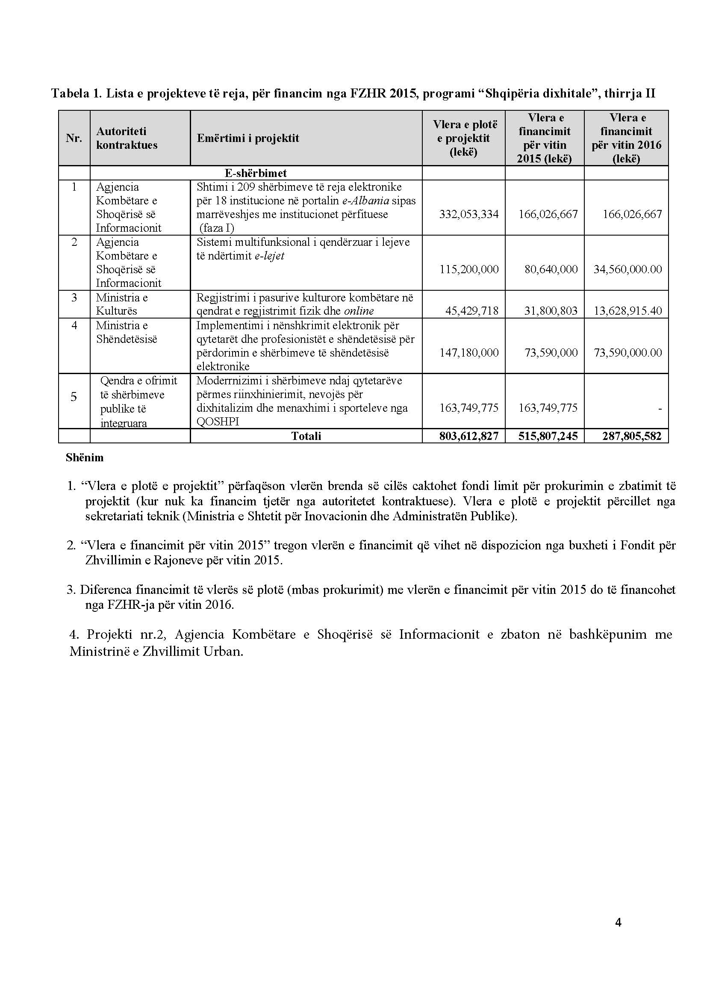 Tabela 1. Lista e projekteve të reja, për financim nga FZHR 2015, programi “Shqipëria dixhitale”, thirrja II
Nr.
Autoriteti
kontraktues
Emërtimi i projektit
Vlera e plotë
e projektit
(lekë)
Vlera e
financimit
për vitin
2015 (lekë)
Vlera e
financimit
për vitin 2016
(lekë)
E-shërbimet
1
Agjencia
Kombëtare e
Shoqërisë së
Informacionit
Shtimi i 209 shërbimeve të reja elektronike
për 18 institucione në portalin e-Albania sipas
marrëveshjes me institucionet përfituese
(faza I)
332,053,334
166,026,667
166,026,667
2
Agjencia
Kombëtare e
Shoqërisë së
Informacionit
Sistemi multifunksional i qendërzuar i lejeve
të ndërtimit e-lejet
115,200,000
80,640,000
34,560,000.00
3
Ministria e
Kulturës
Regjistrimi i pasurive kulturore kombëtare në
qendrat e regjistrimit fizik dhe online
45,429,718
31,800,803
13,628,915.40
4
Ministria e
Shëndetësisë
Implementimi i nënshkrimit elektronik për
qytetarët dhe profesionistët e shëndetësisë për
përdorimin e shërbimeve të shëndetësisë
elektronike
147,180,000
73,590,000
73,590,000.00
5
Qendra e ofrimit
të shërbimeve
publike të
integruara
Moderrnizimi i shërbimeve ndaj qytetarëve
përmes riinxhinierimit, nevojës për
dixhitalizim dhe menaxhimi i sporteleve nga
QOSHPI
163,749,775
163,749,775
-
Totali
803,612,827
515,807,245
287,805,582
Shënim
1. “Vlera e plotë e projektit” përfaqëson vlerën brenda së cilës caktohet fondi limit për prokurimin e zbatimit të
projektit (kur nuk ka financim tjetër nga autoritetet kontraktuese). Vlera e plotë e projektit përcillet nga
sekretariati teknik (Ministria e Shtetit për Inovacionin dhe Administratën Publike).
2. “Vlera e financimit për vitin 2015” tregon vlerën e financimit që vihet në dispozicion nga buxheti i Fondit për
Zhvillimin e Rajoneve për vitin 2015.
3. Diferenca financimit të vlerës së plotë (mbas prokurimit) me vlerën e financimit për vitin 2015 do të financohet
nga FZHR-ja për vitin 2016.
4. Projekti nr.2, Agjencia Kombëtare e Shoqërisë së Informacionit e zbaton në bashkëpunim me
Ministrinë e Zhvillimit Urban.
4